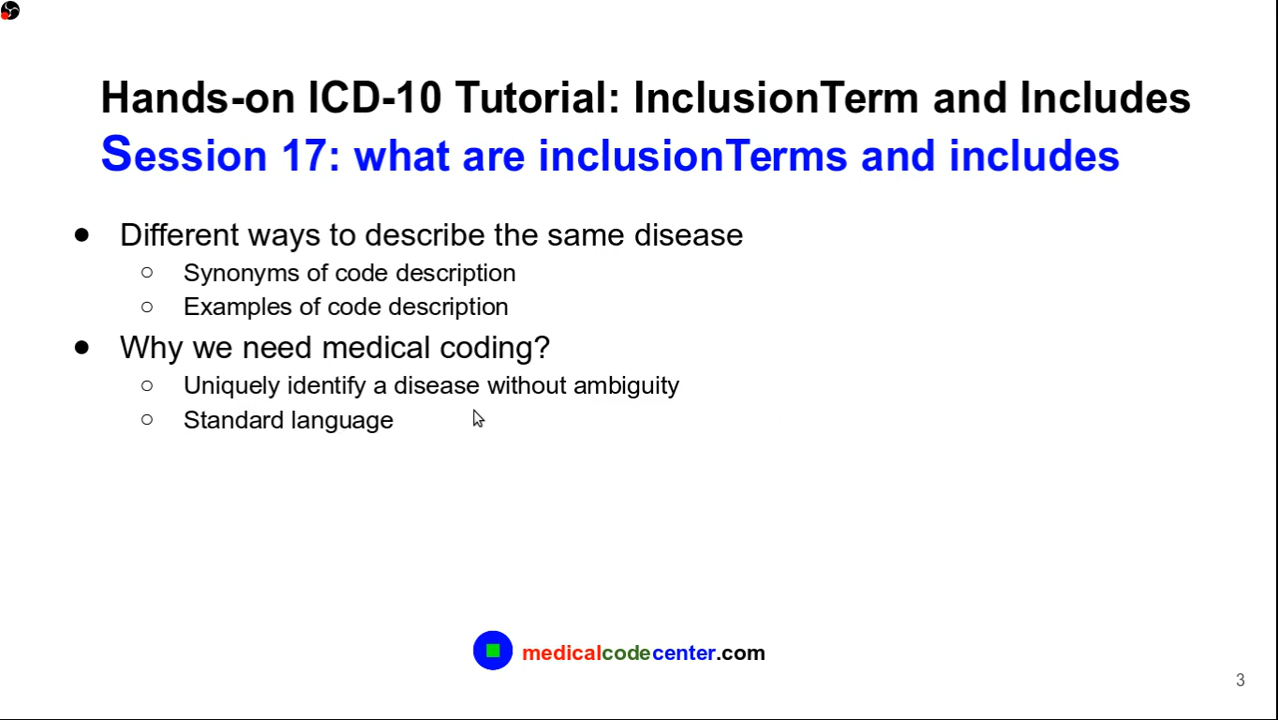 Hands-on ICD-10 Tutorial: InclusionTerm and Includes
Session 17: what are inclusionTerms and includes
● Different ways to describe the same disease
○ Synonyms of code description
○ Examples of code description
● Why we need medical coding?
○ Uniquely identify a disease without ambiguity
○ Standard language
medicalcodecenter.com
3